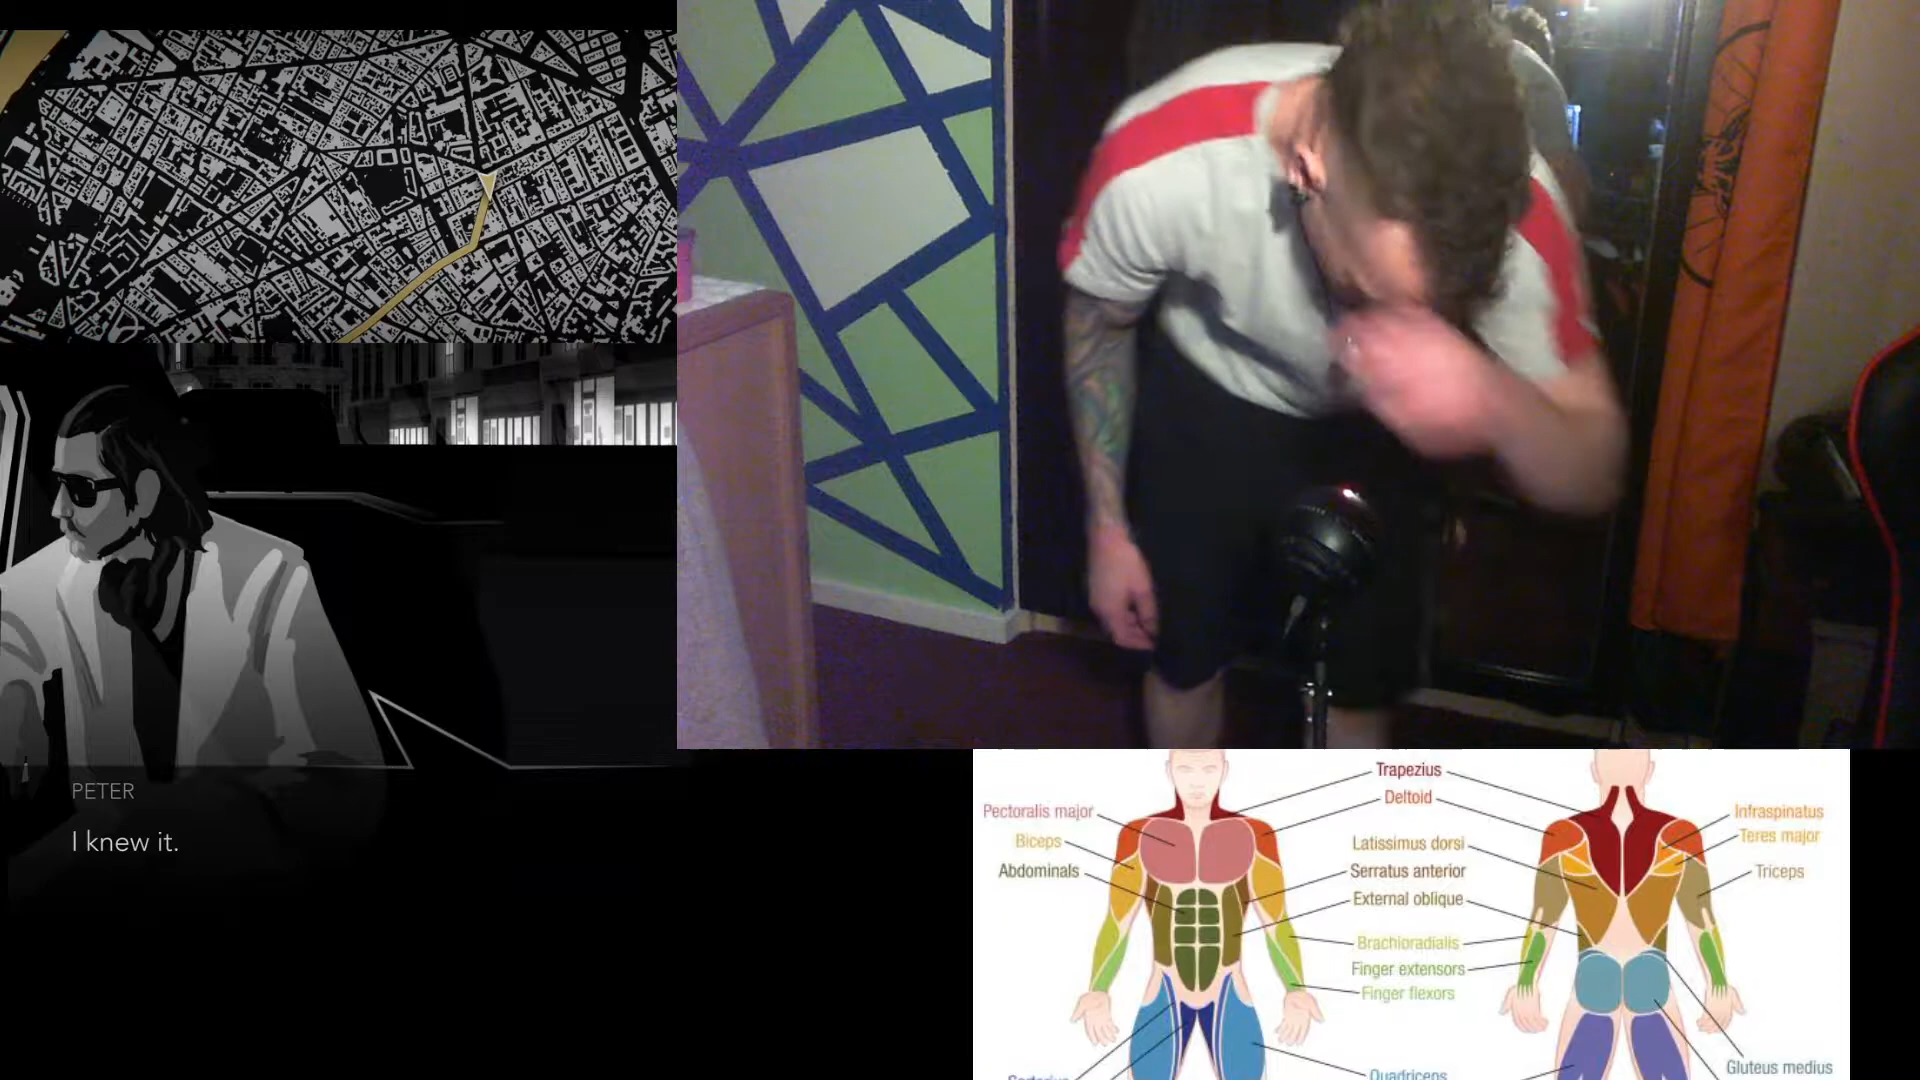 PETER
I knew it.
Trapezius
Deltoid
Pectoralis major
Biceps
Abdominals
Latissimus dorsi
Serratus anterior
External oblique
Brachioradialis
Finger extensors
Finger flexors
Infraspinatus
Teres major
Triceps
Gluteus medius
Quadriceps
Sartorius